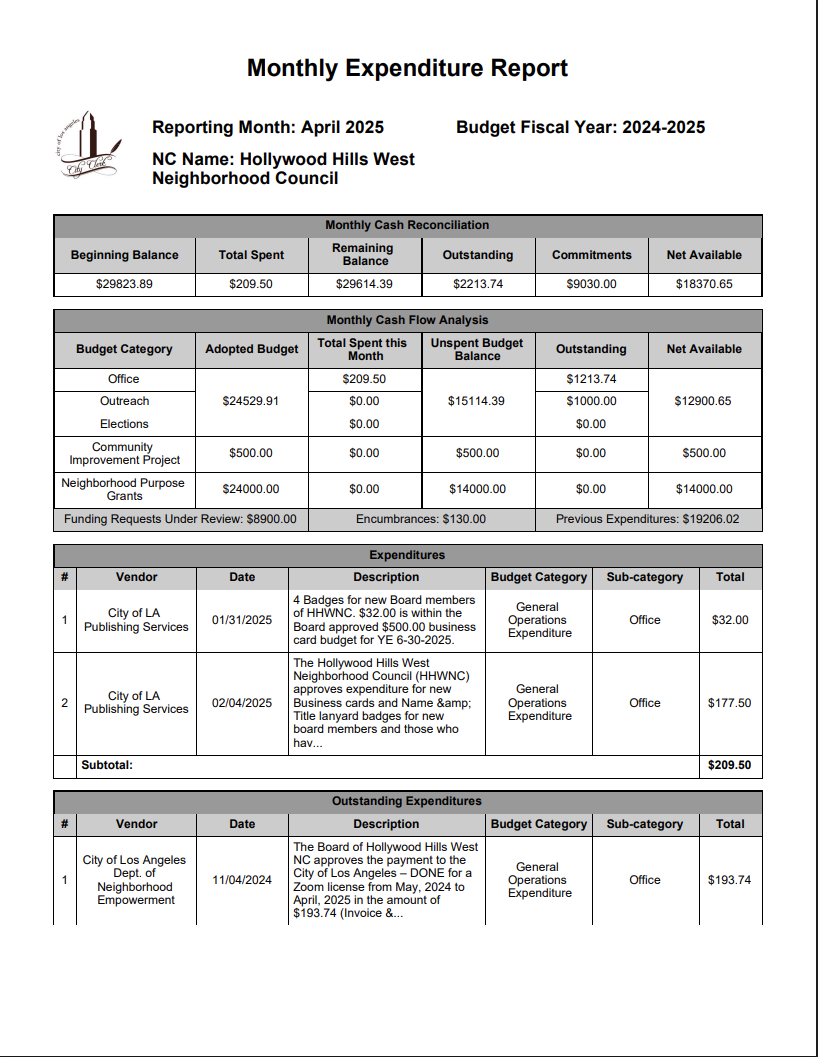 Monthly Expenditure Report
city of los angeles
City Clerk
Reporting Month: April 2025
Budget Fiscal Year: 2024-2025
NC Name: Hollywood Hills West
Neighborhood Council
Monthly Cash Reconciliation
Beginning Balance Total Spent Remaining Balance Outstanding Commitments Net Available
$29823.89 $209.50 $29614.39 $2213.74 $9030.00 $18370.65
Monthly Cash Flow Analysis
Budget Category Adopted Budget Total Spent this Month Unspent Budget Balance Outstanding Net Available
Office $209.50 $1213.74
Outreach $24529.91 $0.00 $15114.39 $1000.00 $12900.65
Elections $0.00 $0.00
Community Improvement Project $500.00 $0.00 $500.00 $0.00 $500.00
Neighborhood Purpose Grants $24000.00 $0.00 $14000.00 $0.00 $14000.00
Funding Requests Under Review: $8900.00 Encumbrances: $130.00 Previous Expenditures: $19206.02
Expenditures
# Vendor Date Description Budget Category Sub-category Total
1
City of LA
Publishing Services
01/31/2025
4 Badges for new Board members
of HHWNC. $32.00 is within the
Board approved $500.00 business
card budget for YE 6-30-2025.
General
Operations
Expenditure
Office
$32.00
2
City of LA
Publishing Services
02/04/2025
The Hollywood Hills West
Neighborhood Council (HHWNC)
approves expenditure for new
Business cards and Name &amp;
Title lanyard badges for new
board members and those who
hav...
General
Operations
Expenditure
Office
$177.50
Subtotal: $209.50
Outstanding Expenditures
# Vendor Date Description Budget Category Sub-category Total
1
City of Los Angeles
Dept. of
Neighborhood
Empowerment
11/04/2024
The Board of Hollywood Hills West
NC approves the payment to the
City of Los Angeles – DONE for a
Zoom license from May, 2024 to
April, 2025 in the amount of
$193.74 (Invoice &...
General
Operations
Expenditure
Office
$193.74